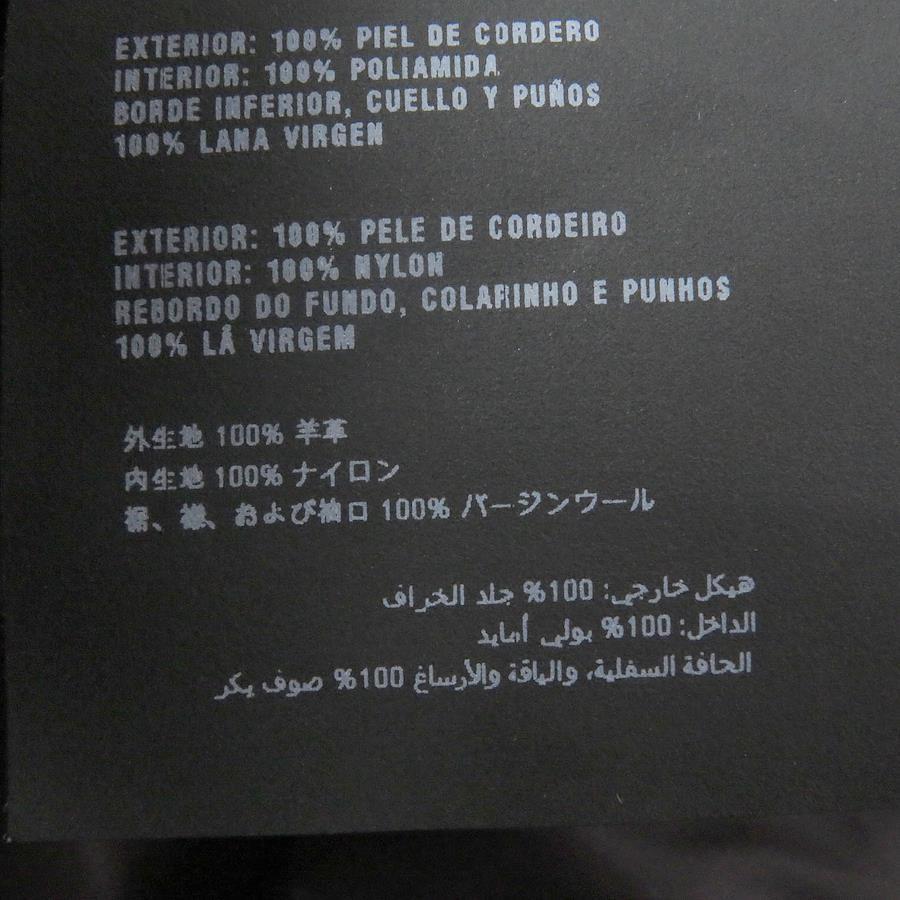 EXTERIOR: 100% PIEL DE CORDERO
INTERIOR: 100% POLIAMIDA
BORDE INFERIOR, CUELLO Y PUÑOS
100% LANA VIRGEN
EXTERIOR: 100% PELE DE CORDEIRO
INTERIOR: 100% NYLON
REBORDO DO FUNDO, COLARINHO E PUNHOS
100% LÃ VIRGEM
外生地 100% 羊革
内生地 100% ナイロン
裾、襟、および袖口 100% バージンウール
هيكل خارجي: 100% جلد الخراف
الداخل: 100% بولي أميايد
الحافة السفلية، والياقة والأرساغ 100% صوف بكر